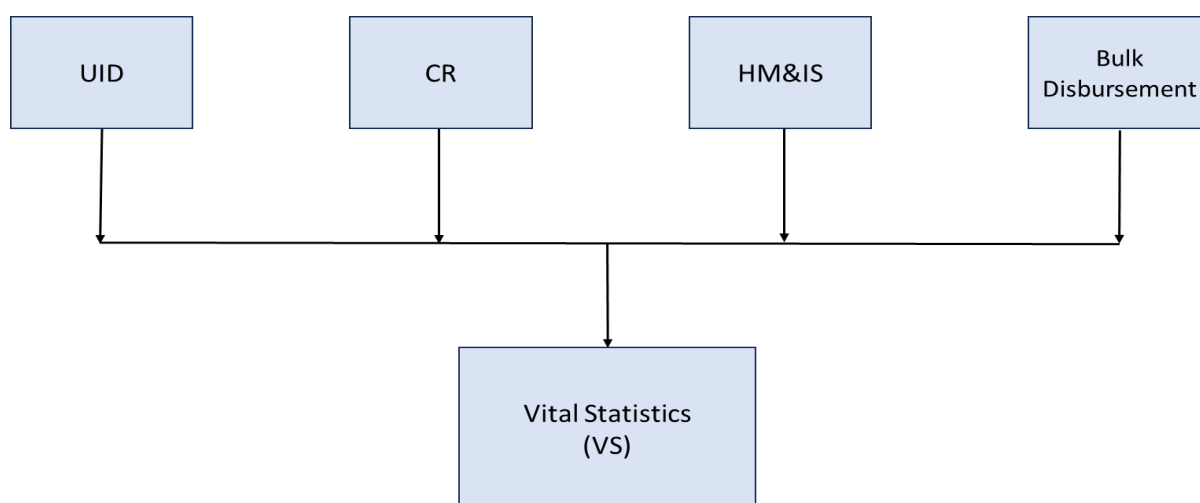 UID
CR
HM&IS
Bulk
Disbursement
Vital Statistics
(VS)